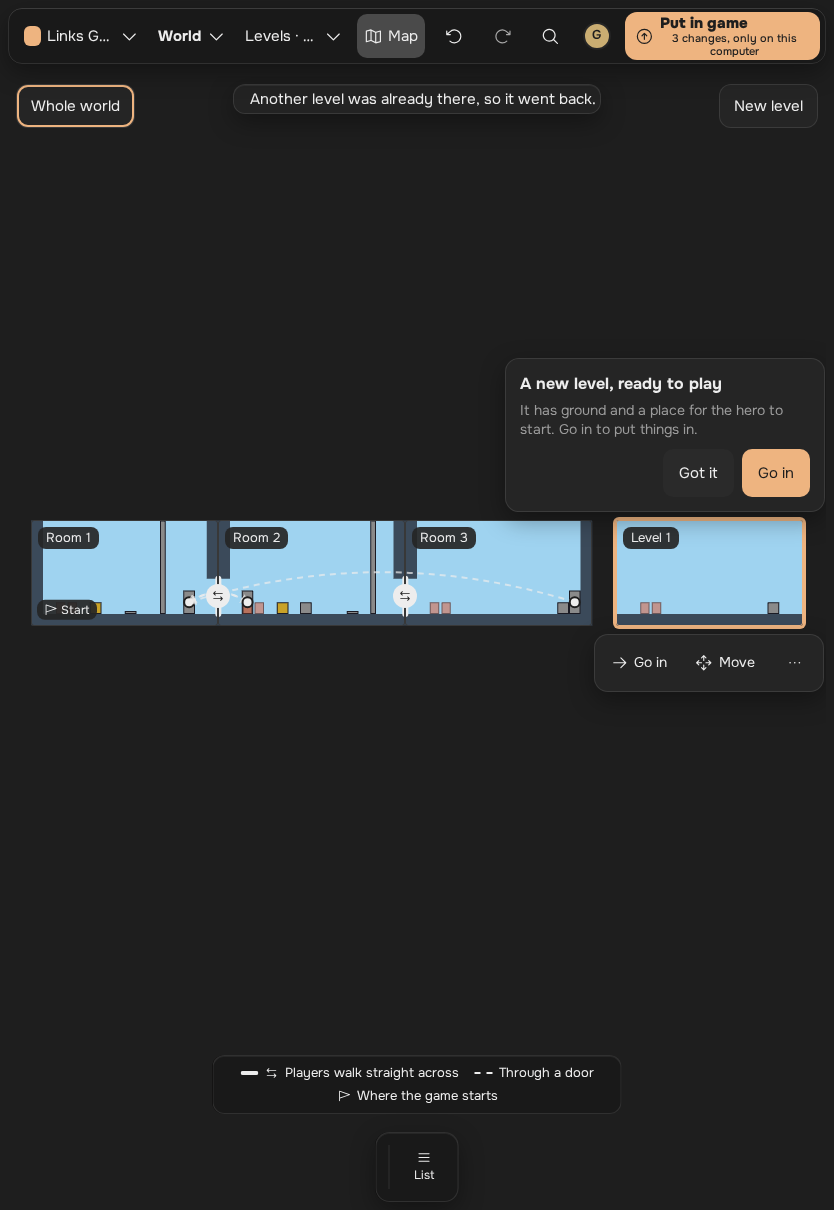 Links G...
World
Levels · ...
Map
G
Put in game
3 changes, only on this
computer
Whole world
Another level was already there, so it went back.
New level
A new level, ready to play
It has ground and a place for the hero to
start. Go in to put things in.
Got it
Go in
Room 1
Room 2
Room 3
Level 1
Start
Go in
Move
...
Players walk straight across
Through a door
Where the game starts
List